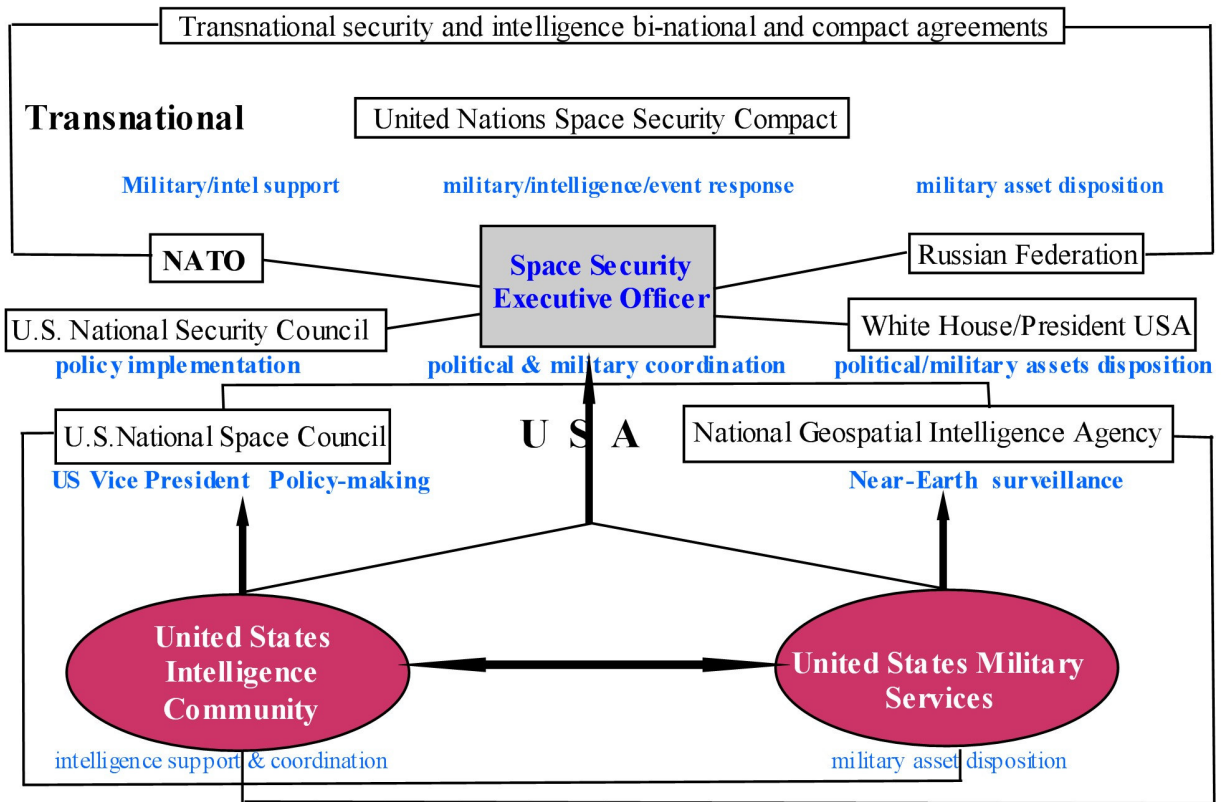 Transnational security and intelligence bi-national and compact agreements
Transnational
United Nations Space Security Compact
Military/intel support
military/intelligence/event response
military asset disposition
NATO
Space Security
Executive Officer
Russian Federation
U.S. National Security Council
White House/President USA
policy implementation
political & military coordination
political/military assets disposition
U.S.National Space Council
U S A
National Geospatial Intelligence Agency
US Vice President Policy-making
Near-Earth surveillance
United States
Intelligence
Community
United States Military
Services
intelligence support & coordination
military asset disposition